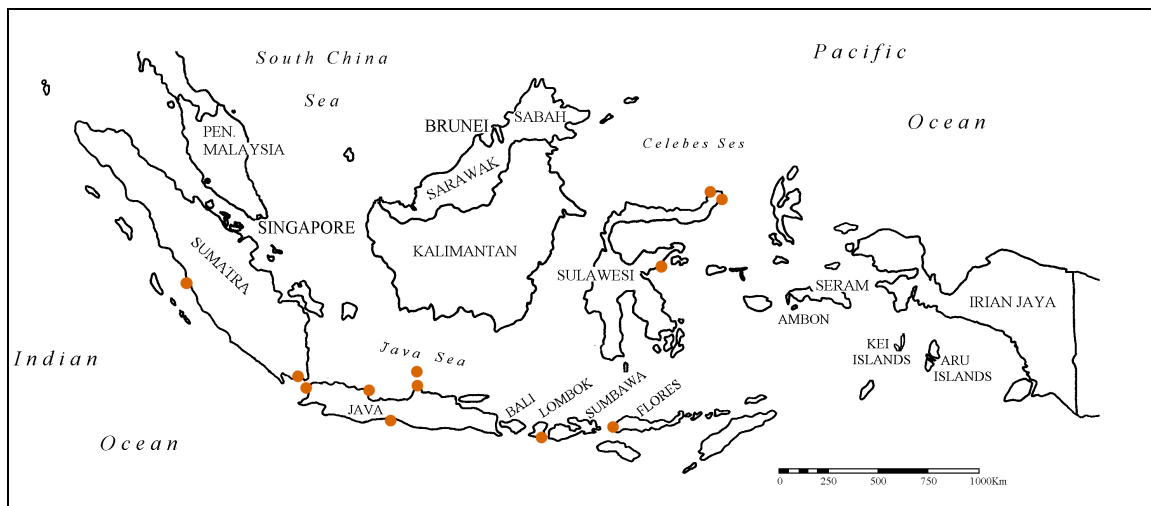 South China
Sea
Pacific
Ocean
PEN.
MALAYSIA
BRUNEI
SABAH
Celebes Ses
SARAWAK
SINGAPORE
SUMATRA
KALIMANTAN
SULAWESI
SERAM
AMBON
IRIAN JAYA
KEI
ISLANDS
ARU
ISLANDS
Indian
Ocean
Java Sea
JAVA
BALI
LOMBOK
SUMBAWA
FLORES
0 250 500 750 1000Km